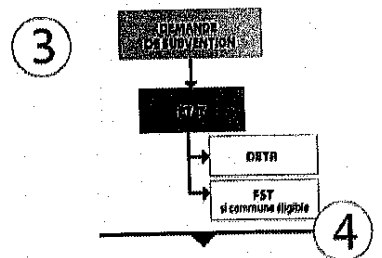 3
DEMANDE
DE SUBVENTION
DETR
FST
si commune éligible
4